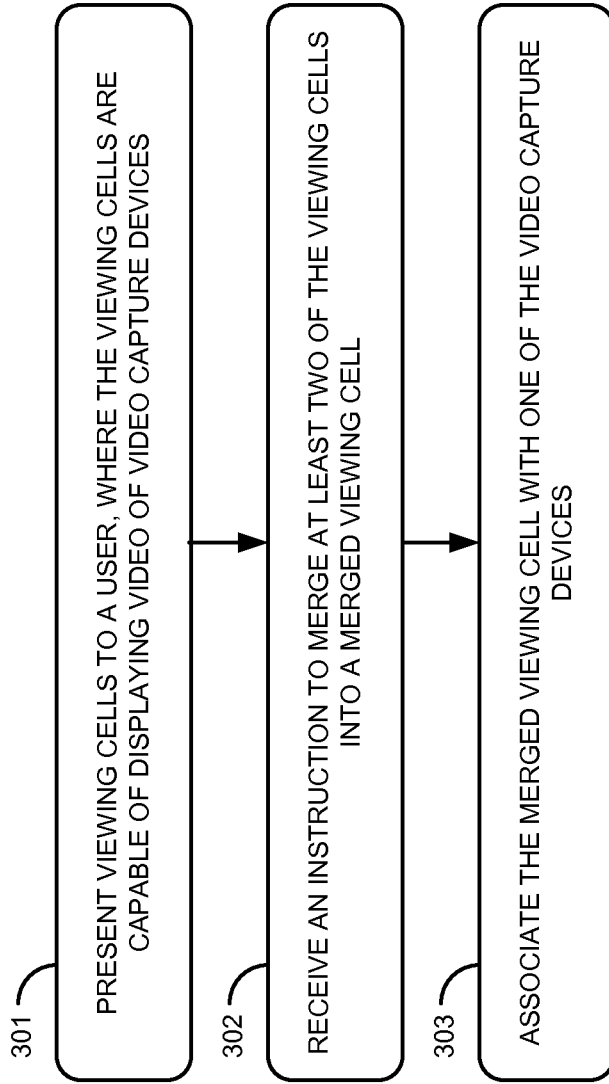 301
PRESENT VIEWING CELLS TO A USER, WHERE THE VIEWING CELLS ARE
CAPABLE OF DISPLAYING VIDEO OF VIDEO CAPTURE DEVICES
302
RECEIVE AN INSTRUCTION TO MERGE AT LEAST TWO OF THE VIEWING CELLS
INTO A MERGED VIEWING CELL
303
ASSOCIATE THE MERGED VIEWING CELL WITH ONE OF THE VIDEO CAPTURE
DEVICES